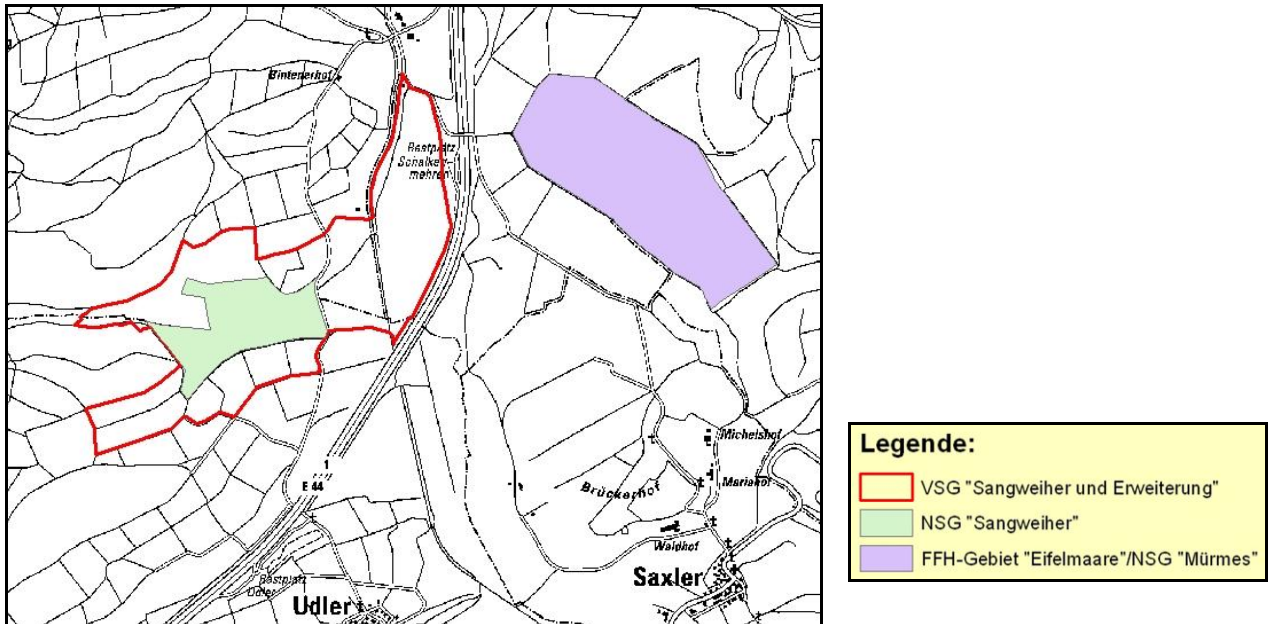 Bintenerhof
Rastplatz
Schalken-
mehren
1
E 44
Michelshof
Mariahof
Brückerhof
Waldhof
Saxler
Rastplatz
Udler
Udler
Legende:
VSG "Sangweiher und Erweiterung"
NSG "Sangweiher"
FFH-Gebiet "Eifelmaare"/NSG "Mürmes"